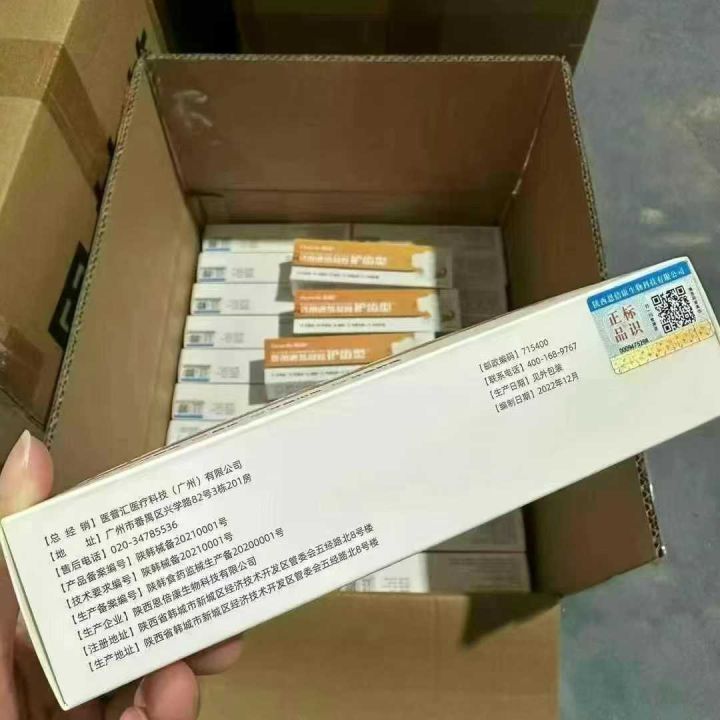 陕西恩倍康生物科技有限公司
正标
品识
0009675208
【邮政编码】715400
【联系电话】400-168-9767
【生产日期】见外包装
【编制日期】2022年12月
【总 经 销】医普汇医疗科技（广州）有限公司
【地 址】广州市番禺区兴学路82号3栋201房
【售后电话】020-34785536
【产品备案编号】陕韩械备20210001号
【技术要求编号】陕韩械备20210001号
【生产备案编号】陕韩食药监械生产备20200001号
【生产企业】陕西恩倍康生物科技有限公司
【注册地址】陕西省韩城市新城区经济技术开发区管委会五经路北8号楼
【生产地址】陕西省韩城市新城区经济技术开发区管委会五经路北8号楼
护齿型
护齿型
护齿型